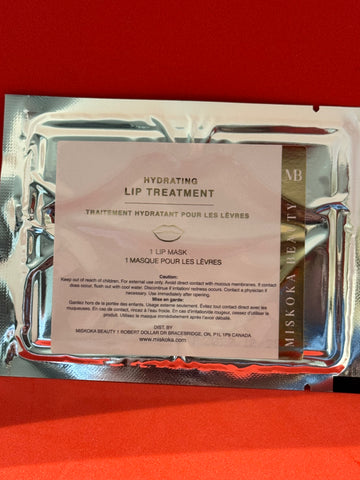 HYDRATING
LIP TREATMENT
TRAITEMENT HYDRATANT POUR LES LÈVRES
1 LIP MASK
1 MASQUE POUR LES LÈVRES
Caution:
Keep out of reach of children. For external use only. Avoid direct contact with mucous membranes. If contact
does occur, flush out with cool water. Discontinue if irritation/ redness occurs. Contact a physician if
necessary. Use immediately after opening.
Mise en garde:
Gardez hors de la portée des enfants. Usage externe seulement. Évitez tout contact direct avec les
muqueuses. En cas de contact, rincez à l'eau froide. En cas d'irritation/de rougeur, cessez d'utiliser le
produit. Utilisez le masque immédiatement après l'avoir déballé.
DIST. BY
MISKOKA BEAUTY 1 ROBERT DOLLAR DR BRACEBRIDGE, ON, P1L 1P9 CANADA
www.miskoka.com
MB
MISKOKA BEAUTY